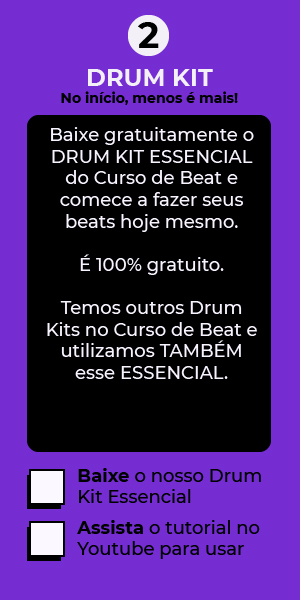 2
DRUM KIT
No início, menos é mais!
Baixe gratuitamente o
DRUM KIT ESSENCIAL
do Curso de Beat e
comece a fazer seus
beats hoje mesmo.
É 100% gratuito.
Temos outros Drum
Kits no Curso de Beat e
utilizamos TAMBÉM
esse ESSENCIAL.
Baixe o nosso Drum
Kit Essencial
Assista o tutorial no
Youtube para usar